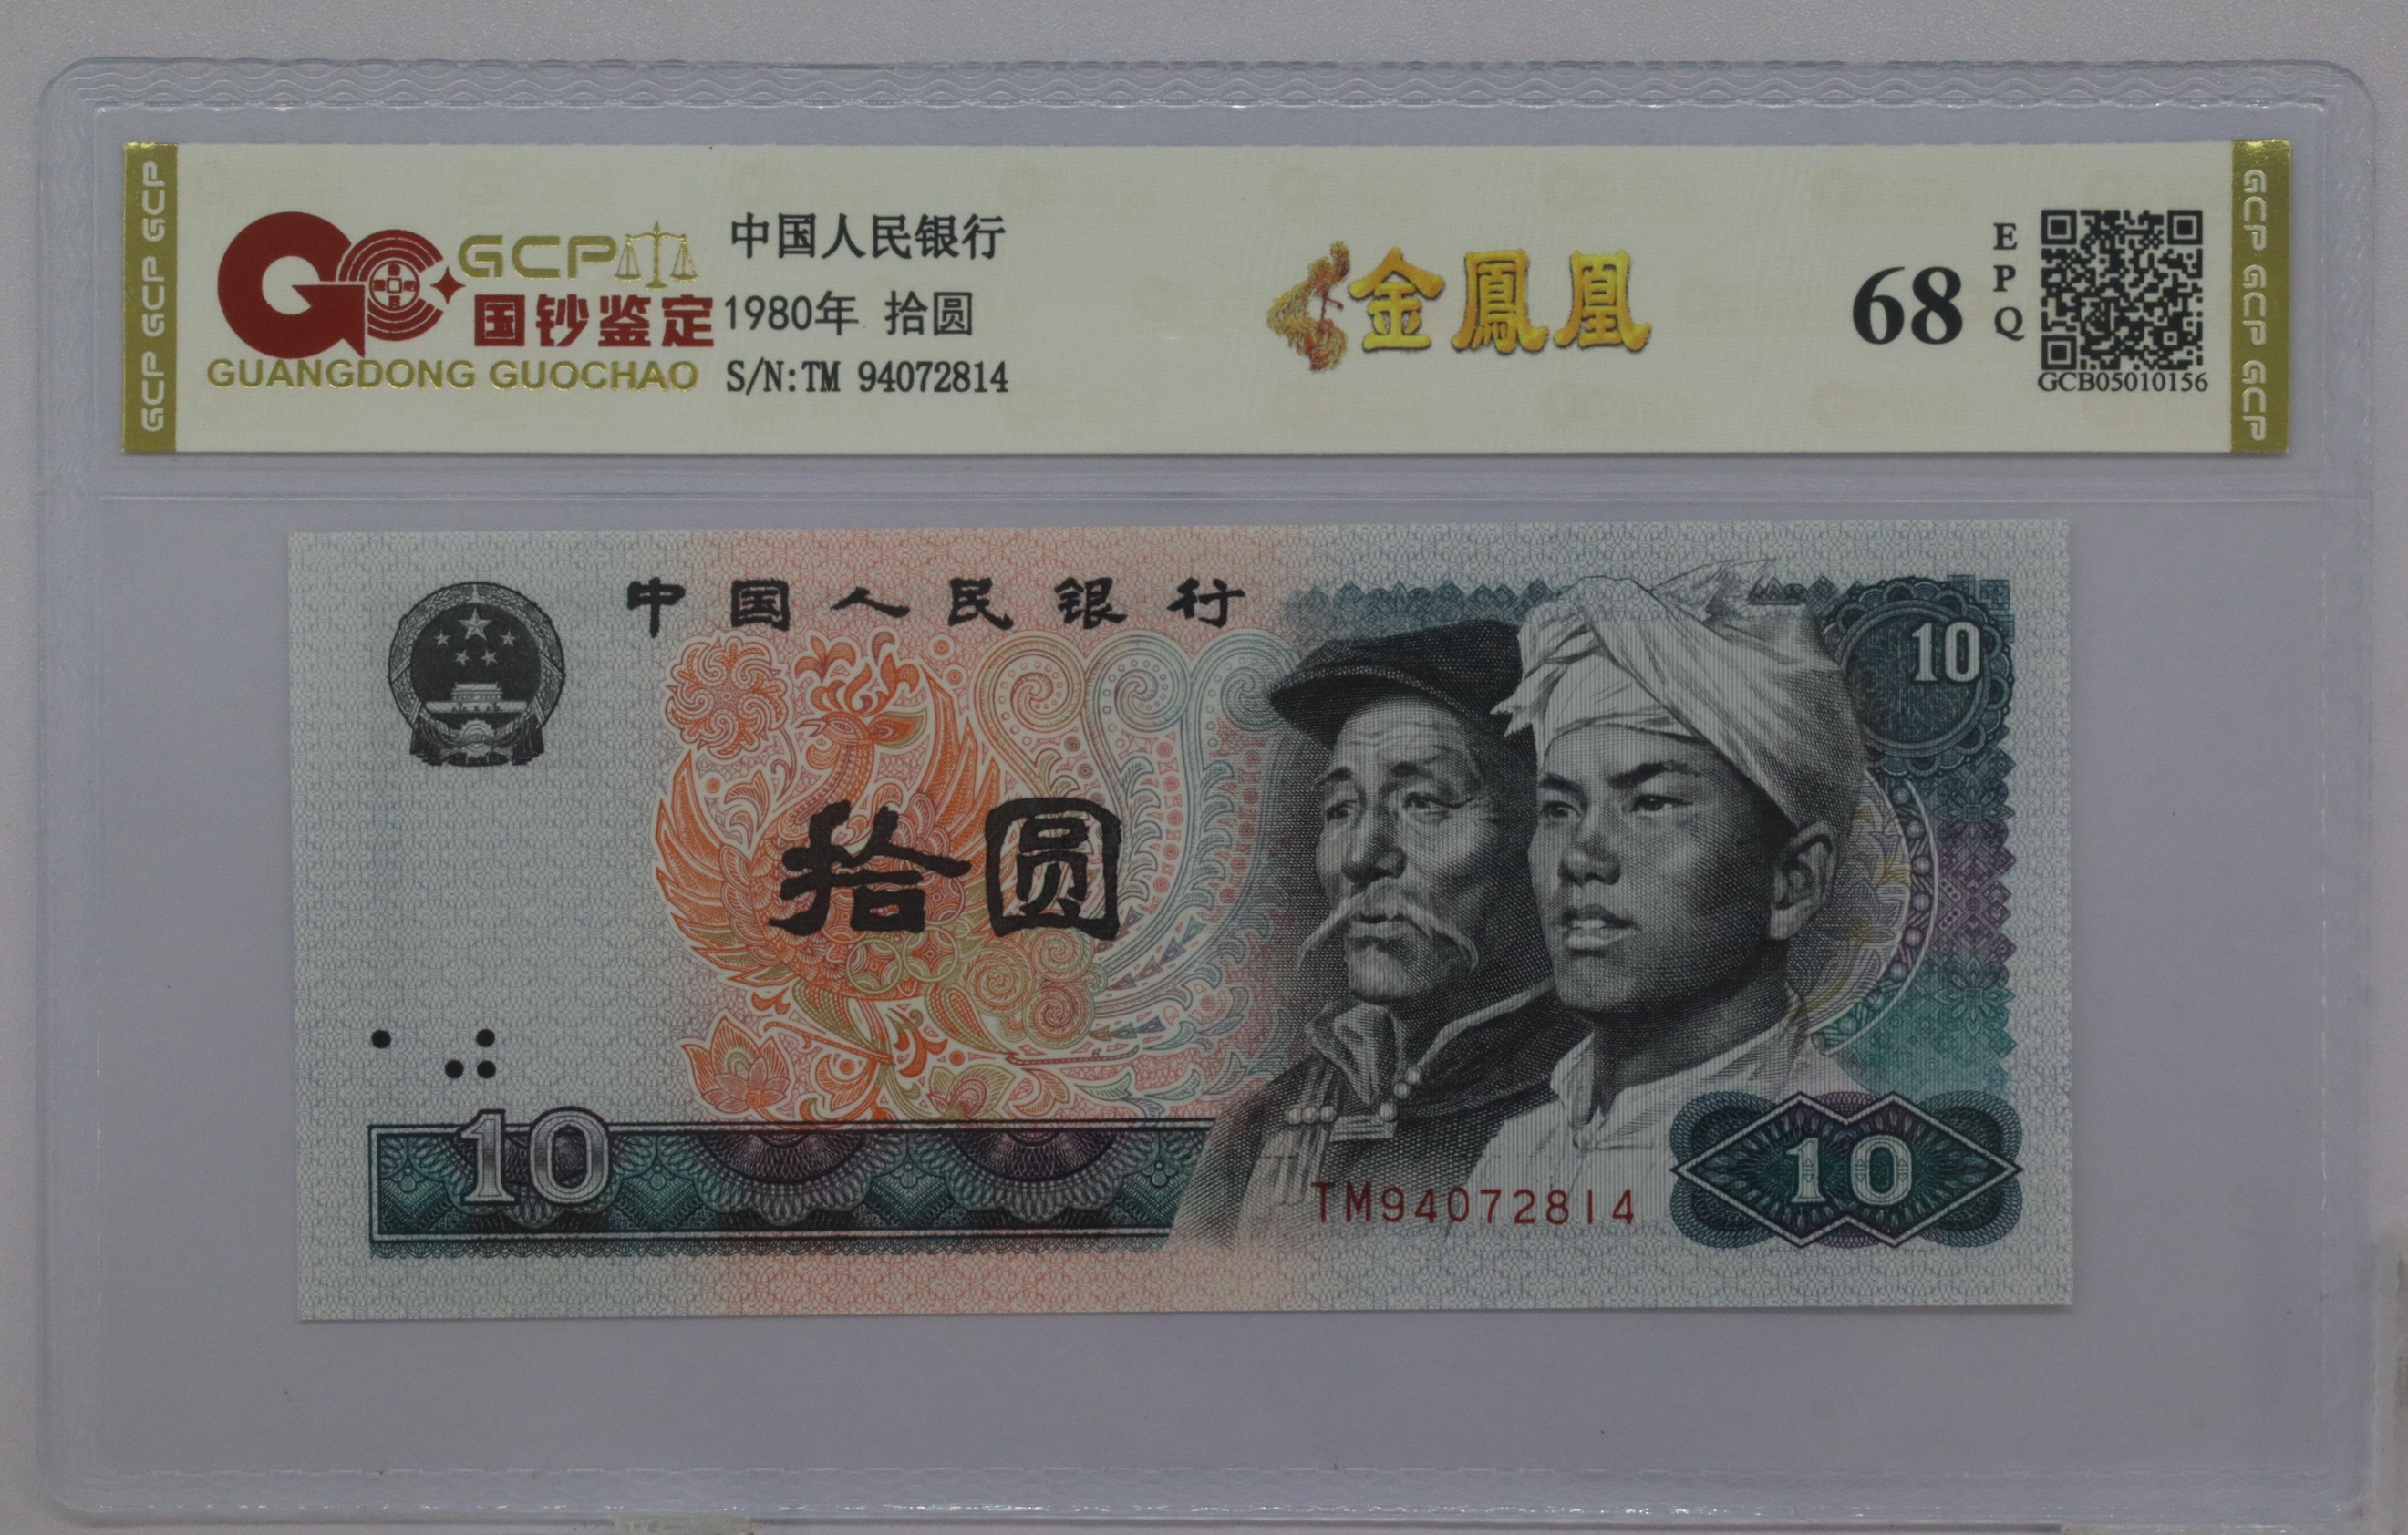 GCP GCP GCP
GCP
国钞鉴定
GUANGDONG GUOCHAO
中国人民银行
1980年 拾圆
S/N:TM 94072814
金鳳凰
68
EPQ
GCB05010156
GCP GCP GCP
中国人民银行
10
拾圆
10
TM94072814
10